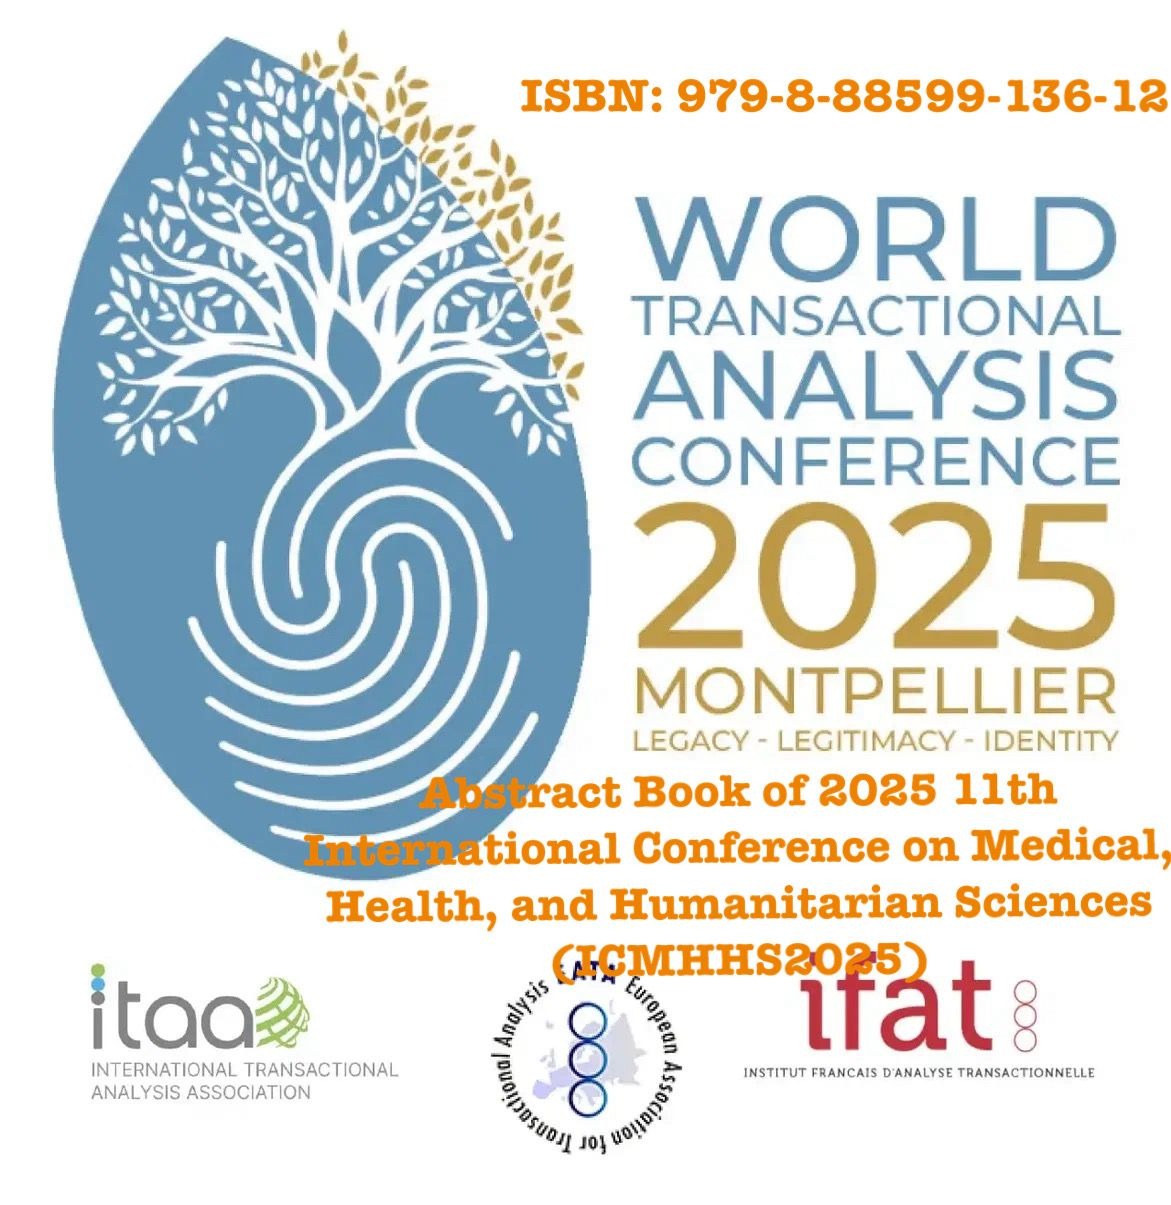 ISBN: 979-8-88599-136-12
WORLD
TRANSACTIONAL
ANALYSIS
CONFERENCE
2025
MONTPELLIER
LEGACY - LEGITIMACY - IDENTITY
Abstract Book of 2025 11th
International Conference on Medical,
Health, and Humanitarian Sciences
(ICMHHS2025)
itaa
INTERNATIONAL TRANSACTIONAL
ANALYSIS ASSOCIATION
EATA European Association for Transactional Analysis
ifat
INSTITUT FRANCAIS D'ANALYSE TRANSACTIONNELLE